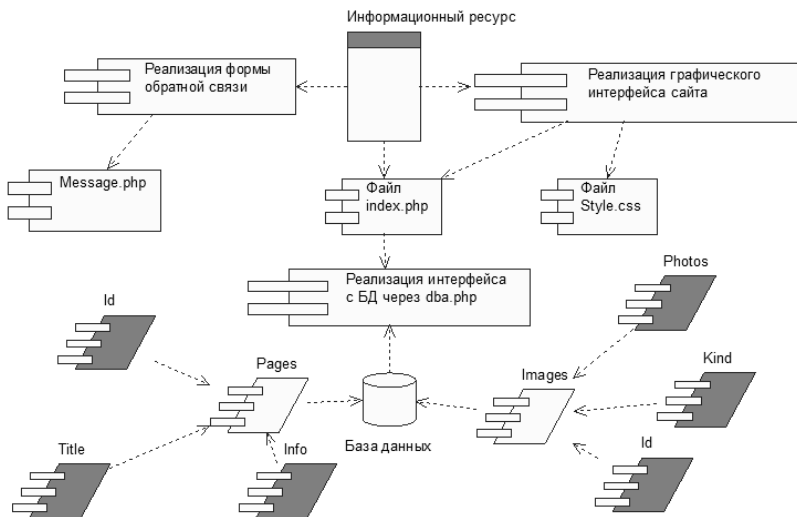 Информационный ресурс
Реализация формы
обратной связи
Реализация графического
интерфейса сайта
Message.php
Файл
index.php
Файл
Style.css
Реализация интерфейса
с БД через dba.php
Photos
Id
Pages
Images
Kind
База данных
Title
Info
Id